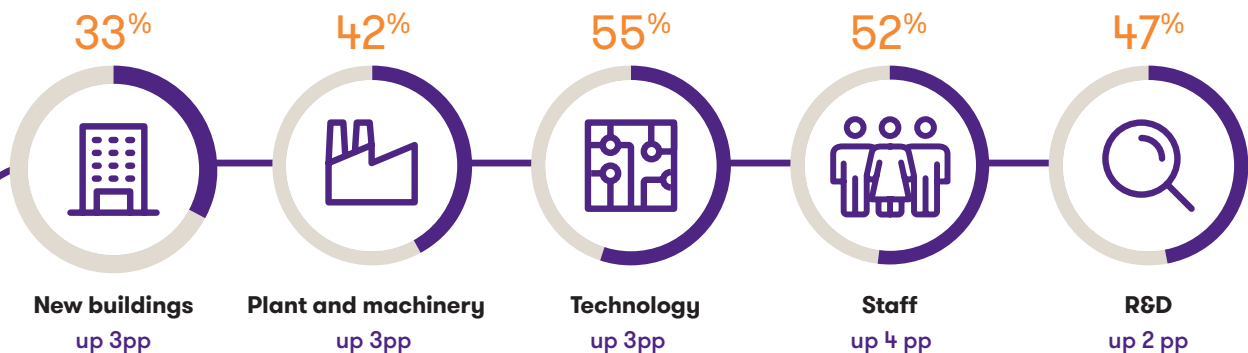 33% 42% 55% 52% 47%
New buildings Plant and machinery Technology Staff R&D
up 3pp up 3pp up 3pp up 4 pp up 2 pp